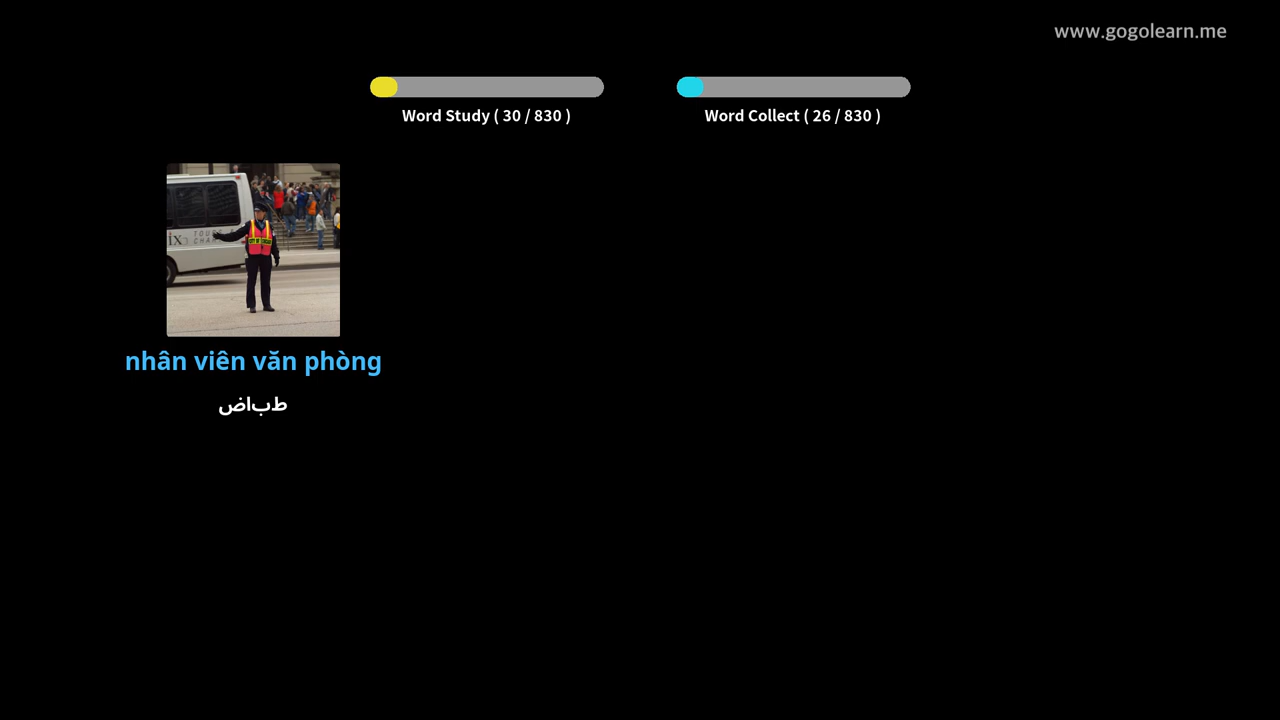 www.gogolearn.me
Word Study ( 30 / 830 )
Word Collect ( 26 / 830 )
nhân viên văn phòng
طباض